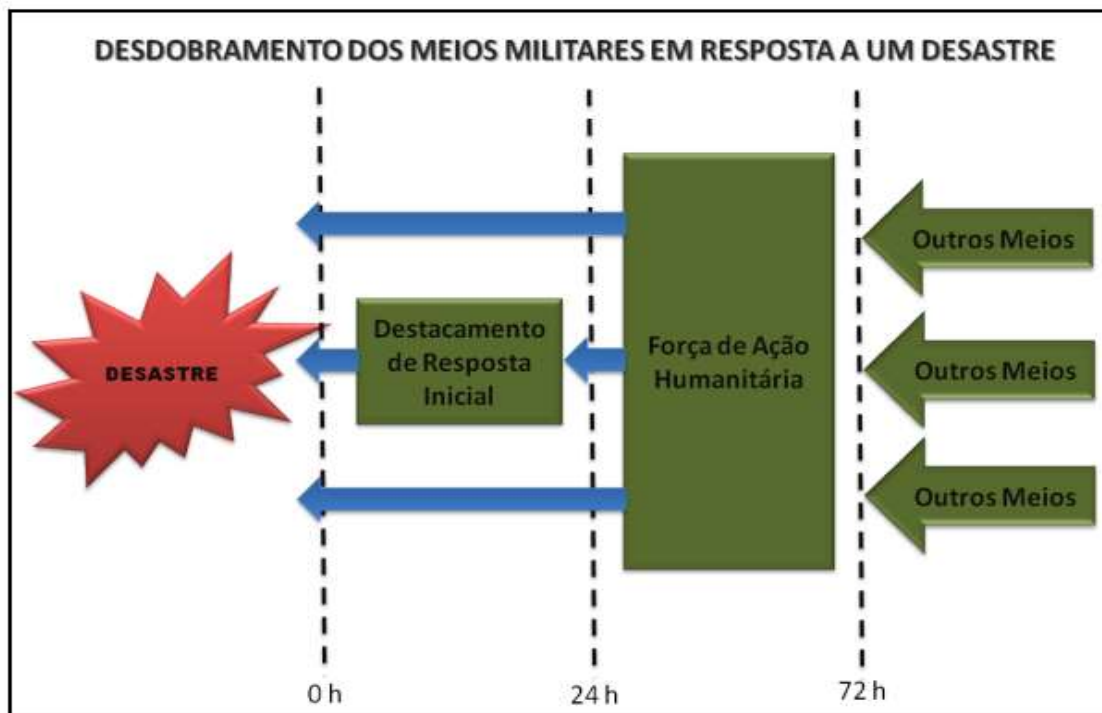 DESDOBRAMENTO DOS MEIOS MILITARES EM RESPOSTA A UM DESASTRE
DESASTRE
Destacamento
de Resposta
Inicial
Força de Ação
Humanitária
Outros Meios
Outros Meios
Outros Meios
0 h
24 h
72 h